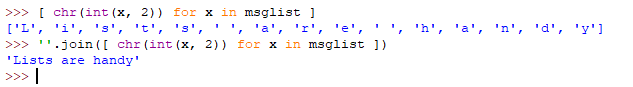 >>> [ chr(int(x, 2)) for x in msglist ]
['L', 'i', 's', 't', 's', ' ', 'a', 'r', 'e', ' ', 'h', 'a', 'n', 'd', 'y']
>>> ''.join([ chr(int(x, 2)) for x in msglist ])
'Lists are handy'
>>>